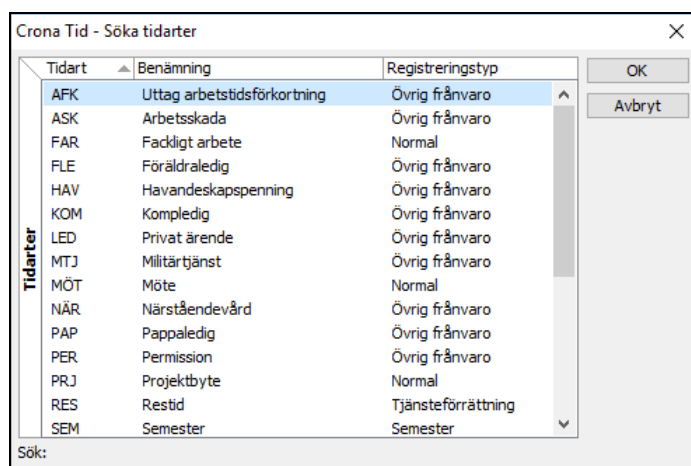 Crona Tid - Söka tidarter
Tidart Benämning Registreringstyp
AFK Uttag arbetstidsförkortning Övrig frånvaro
ASK Arbetsskada Övrig frånvaro
FAR Fackligt arbete Normal
FLE Föräldraledig Övrig frånvaro
HAV Havandeskapspenning Övrig frånvaro
KOM Kompledig Övrig frånvaro
LED Privat ärende Övrig frånvaro
MTJ Militärtjänst Övrig frånvaro
MÖT Möte Normal
NÄR Närståendevård Övrig frånvaro
PAP Pappaledig Övrig frånvaro
PER Permission Övrig frånvaro
PRJ Projektbyte Normal
RES Restid Tjänsteförrättning
SEM Semester Semester
Tidarter
Sök:
OK
Avbryt